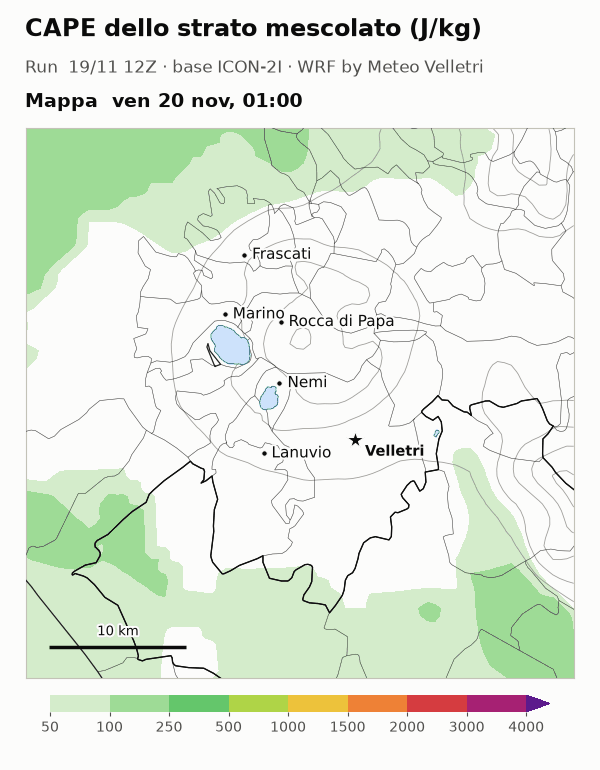 CAPE dello strato mescolato (J/kg)
Run  19/11 12Z · base ICON-2I · WRF by Meteo Velletri
Mappa  ven 20 nov, 01:00
Frascati
Marino
Rocca di Papa
Nemi
Velletri
Lanuvio
10 km
50 100 250 500 1000 1500 2000 3000 4000